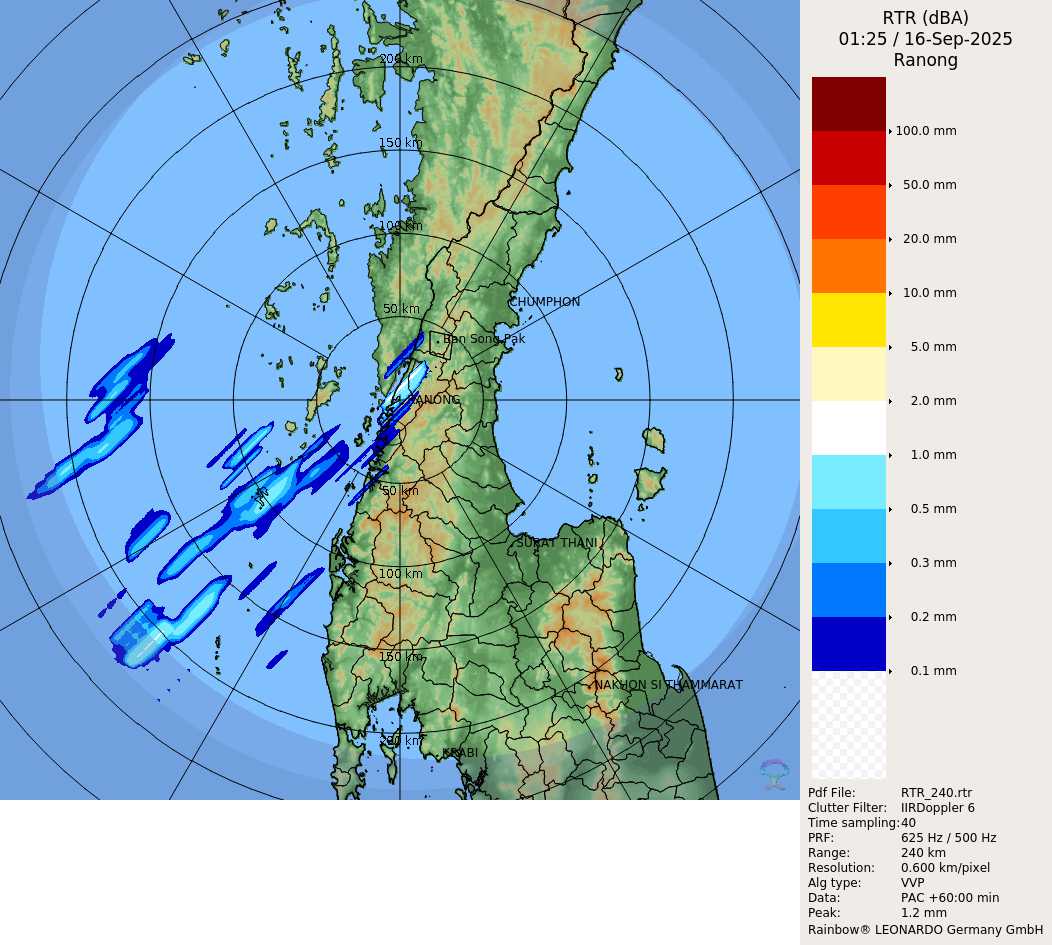 RTR (dBA)
01:25 / 16-Sep-2025
Ranong
200 km
150 km
100 km
50 km
CHUMPHON
Ban Song Pak
RANONG
50 km
SURAT THANI
100 km
150 km
NAKHON SI THAMMARAT
200 km
KRABI
100.0 mm
50.0 mm
20.0 mm
10.0 mm
5.0 mm
2.0 mm
1.0 mm
0.5 mm
0.3 mm
0.2 mm
0.1 mm
Pdf File: RTR_240.rtr
Clutter Filter: IIRDoppler 6
Time sampling:40
PRF: 625 Hz / 500 Hz
Range: 240 km
Resolution: 0.600 km/pixel
Alg type: VVP
Data: PAC +60:00 min
Peak: 1.2 mm
Rainbow® LEONARDO Germany GmbH